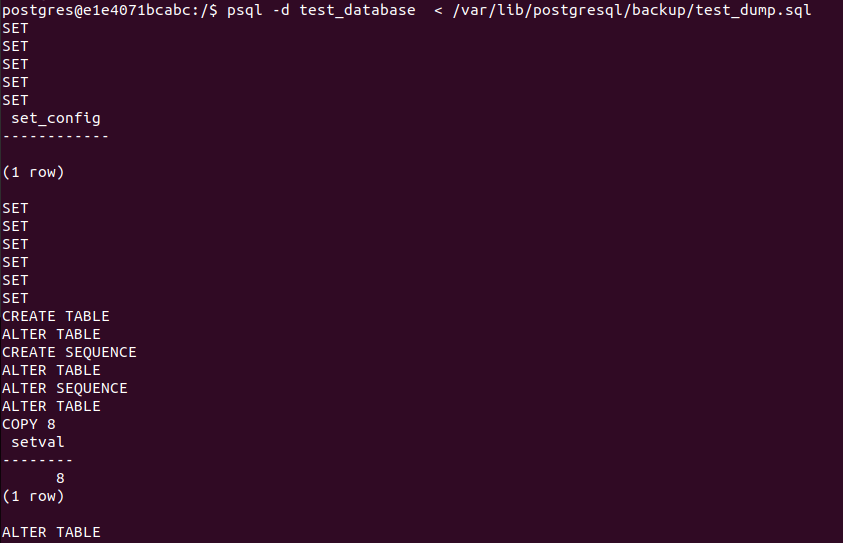 postgres@e1e4071bcabc:/$ psql -d test_database  < /var/lib/postgresql/backup/test_dump.sql
SET
SET
SET
SET
SET
 set_config
------------

(1 row)

SET
SET
SET
SET
SET
SET
CREATE TABLE
ALTER TABLE
CREATE SEQUENCE
ALTER TABLE
ALTER SEQUENCE
ALTER TABLE
COPY 8
 setval
--------
      8
(1 row)

ALTER TABLE